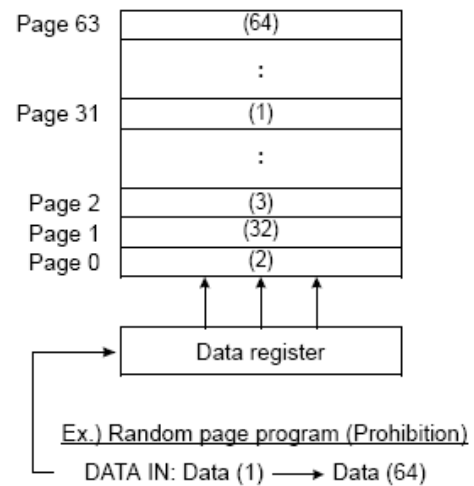 Page 63 (64)
:
Page 31 (1)
:
Page 2 (3)
Page 1 (32)
Page 0 (2)
Data register
Ex.) Random page program (Prohibition)
DATA IN: Data (1) → Data (64)